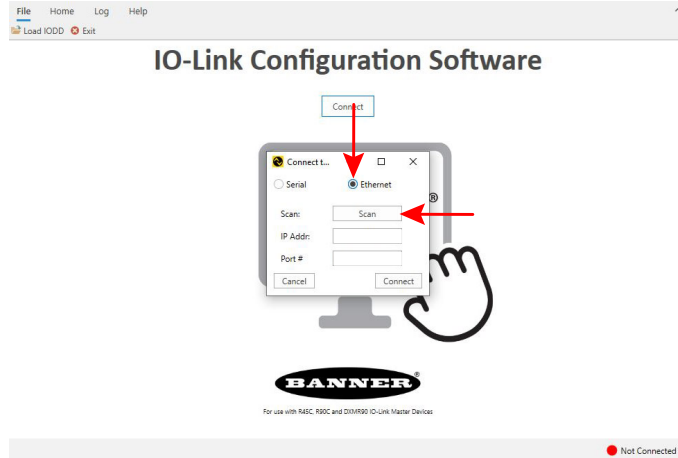 File Home Log Help
Load IODD Exit
IO-Link Configuration Software
Connect
Connect t...
Serial Ethernet
®
Scan: Scan
IP Addr:
Port #
Cancel Connect
BANNER®
For use with R45C, R90C and DXMR90 IO-Link Master Devices
Not Connected